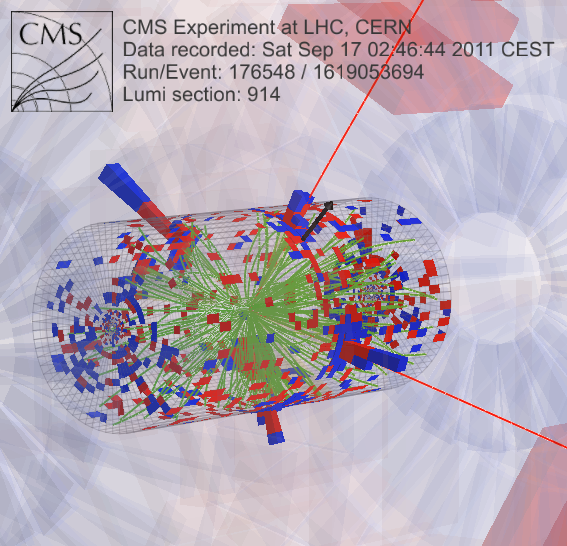 CMS
CMS Experiment at LHC, CERN
Data recorded: Sat Sep 17 02:46:44 2011 CEST
Run/Event: 176548 / 1619053694
Lumi section: 914